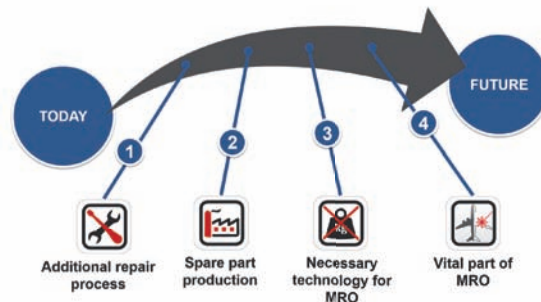 TODAY
FUTURE
1
2
3
4
Additional repair
process
Spare part
production
Necessary
technology for
MRO
Vital part of
MRO